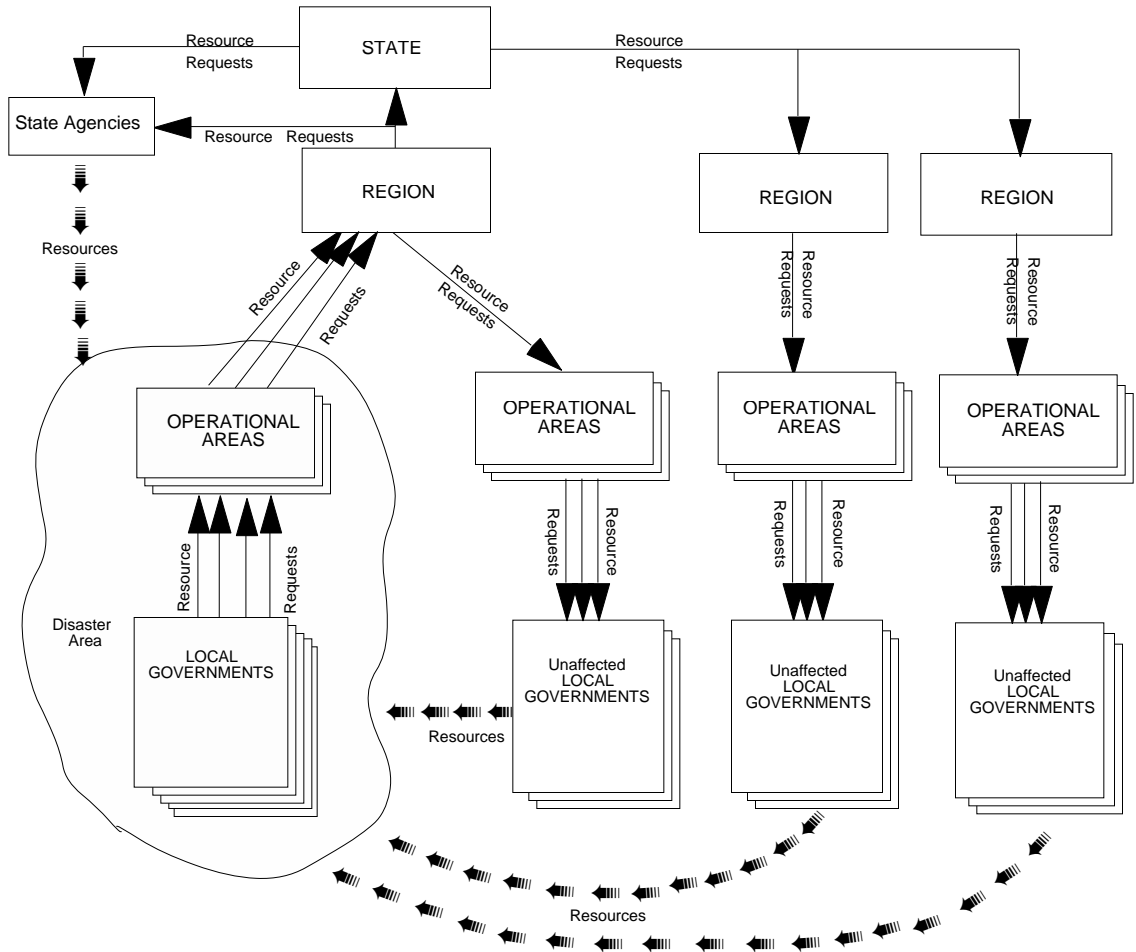 Resource
Requests
STATE
Resource
Requests
State Agencies
Resource Requests
REGION
REGION
REGION
Resources
Resource
Requests
Resource
Requests
Resource
Requests
Resource
Requests
OPERATIONAL
AREAS
OPERATIONAL
AREAS
OPERATIONAL
AREAS
OPERATIONAL
AREAS
Resource
Requests
Requests
Resource
Requests
Resource
Requests
Resource
Disaster
Area
LOCAL
GOVERNMENTS
Unaffected
LOCAL
GOVERNMENTS
Unaffected
LOCAL
GOVERNMENTS
Unaffected
LOCAL
GOVERNMENTS
Resources
Resources